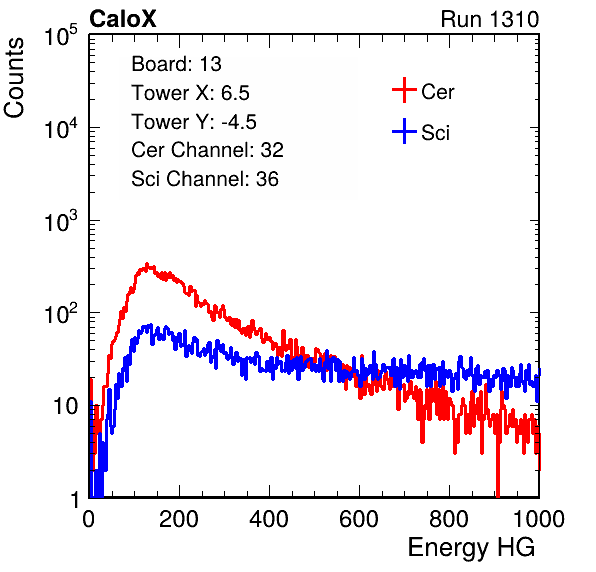 CaloX Run 1310
Counts
Board: 13
Tower X: 6.5
Tower Y: -4.5
Cer Channel: 32
Sci Channel: 36
Cer
Sci
10^5
10^4
10^3
10^2
10
1
0 200 400 600 800 1000
Energy HG